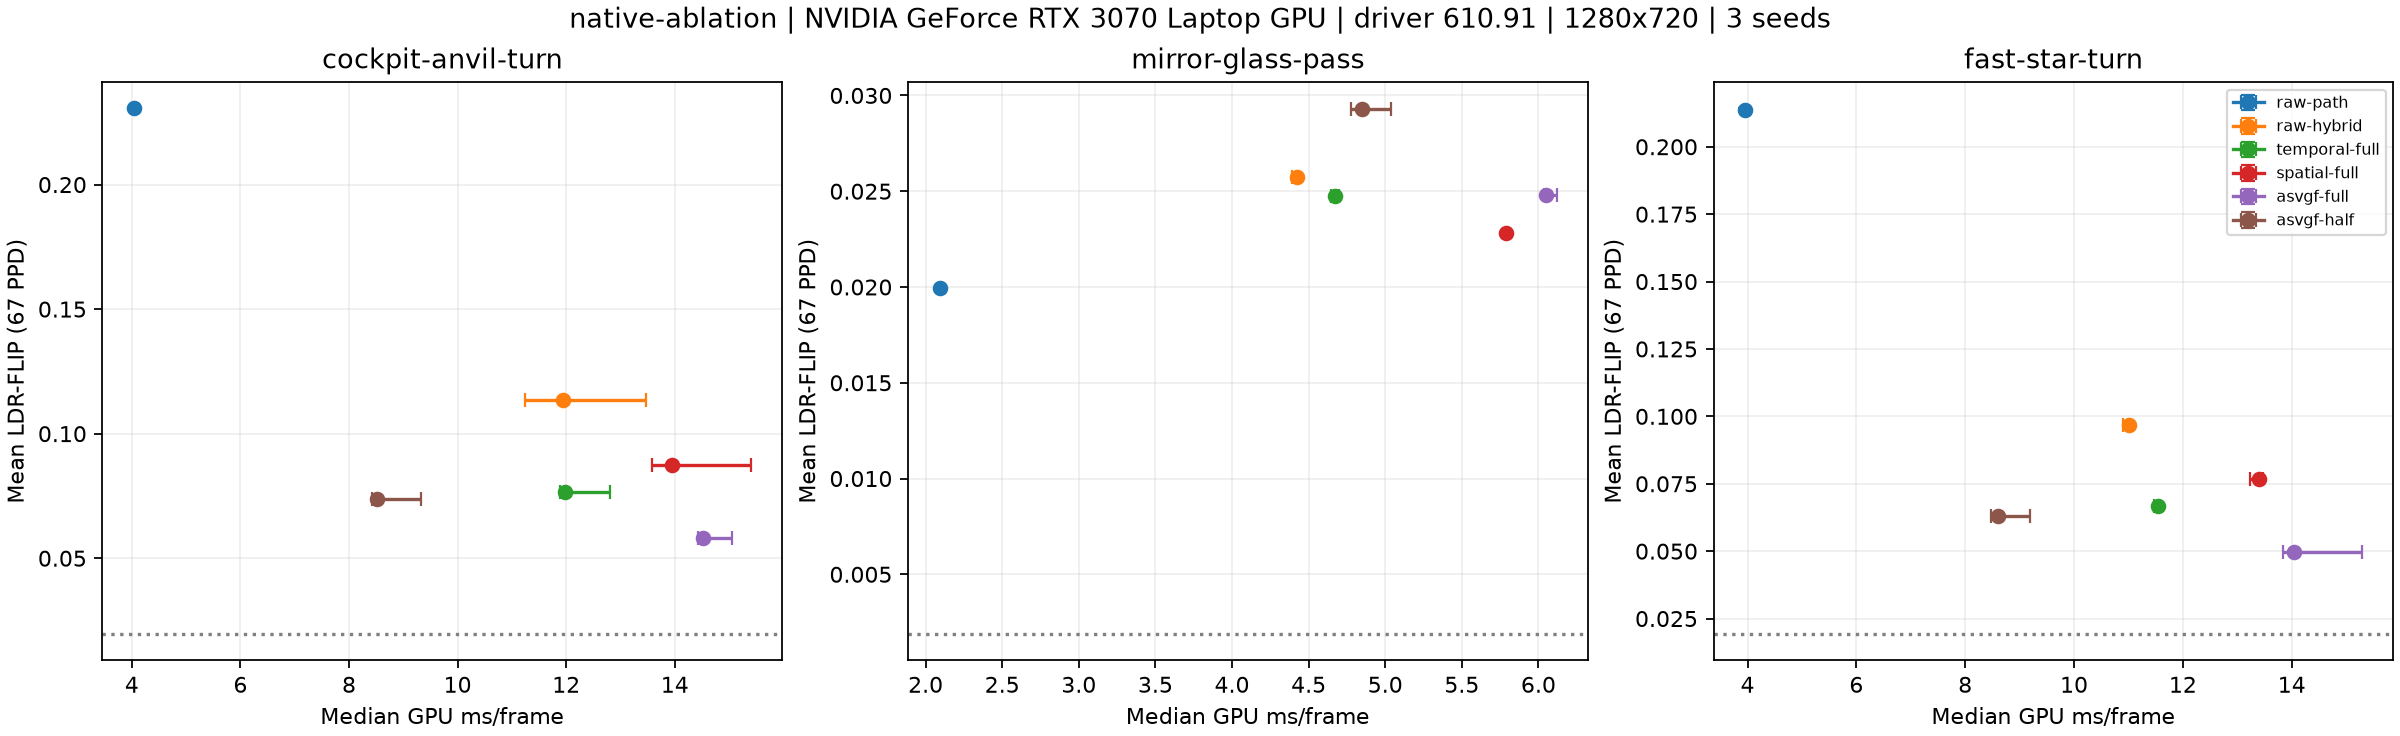 native-ablation | NVIDIA GeForce RTX 3070 Laptop GPU | driver 610.91 | 1280x720 | 3 seeds
cockpit-anvil-turn
Mean LDR-FLIP (67 PPD)
0.20
0.15
0.10
0.05
4 6 8 10 12 14
Median GPU ms/frame
mirror-glass-pass
Mean LDR-FLIP (67 PPD)
0.030
0.025
0.020
0.015
0.010
0.005
2.0 2.5 3.0 3.5 4.0 4.5 5.0 5.5 6.0
Median GPU ms/frame
fast-star-turn
Mean LDR-FLIP (67 PPD)
0.200
0.175
0.150
0.125
0.100
0.075
0.050
0.025
4 6 8 10 12 14
Median GPU ms/frame
raw-path
raw-hybrid
temporal-full
spatial-full
asvgf-full
asvgf-half